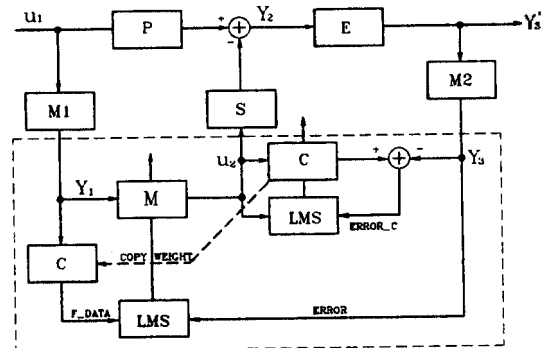 u1
P
+
-
Y2
E
Y3'
M1
S
M2
u2
C
+
-
Y3
Y1
M
LMS
ERROR_C
C
COPY WEIGHT
F_DATA
LMS
ERROR